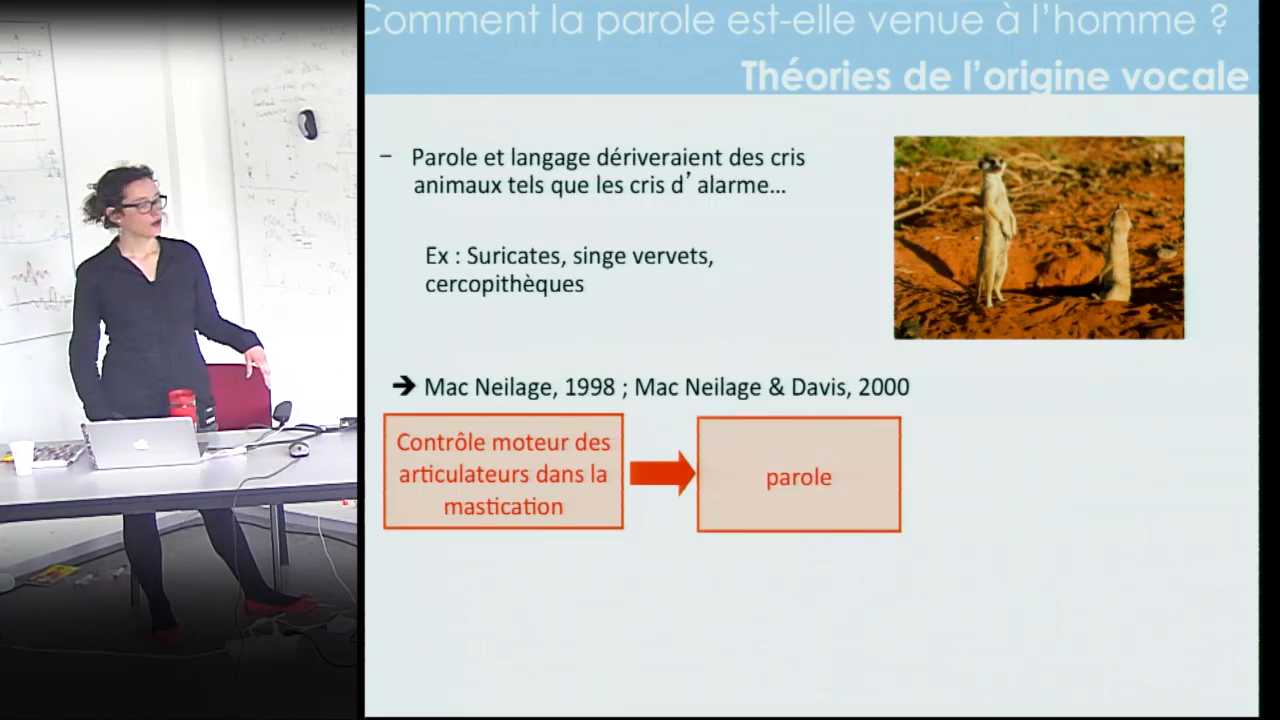 Comment la parole est-elle venue à l'homme ?
Théories de l'origine vocale
– Parole et langage dériveraient des cris
animaux tels que les cris d' alarme…
Ex : Suricates, singe vervets,
cercopithèques
➔ Mac Neilage, 1998 ; Mac Neilage & Davis, 2000
Contrôle moteur des
articulateurs dans la
mastication
parole